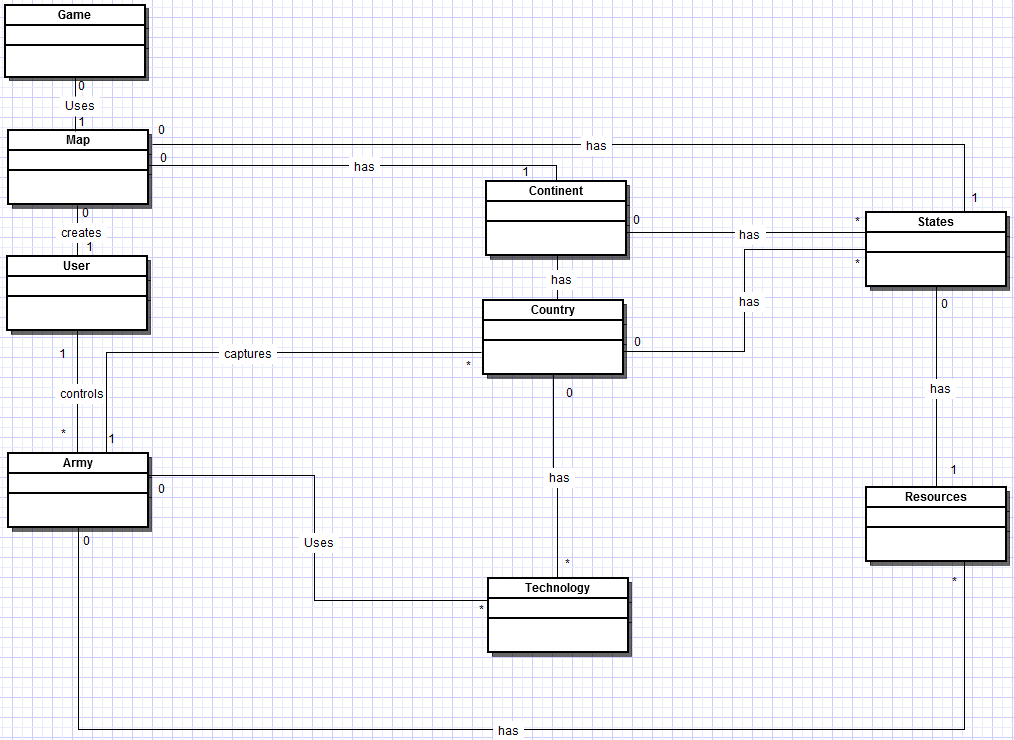 Game
0
Uses
1
Map
0
0
has
has
1
Continent
0
creates
1
User
0
has
*
1
States
*
has
Country
has
0
0
captures
*
1
controls
*
1
0
has
has
1
Army
0
Resources
0
Uses
*
Technology
*
*
has